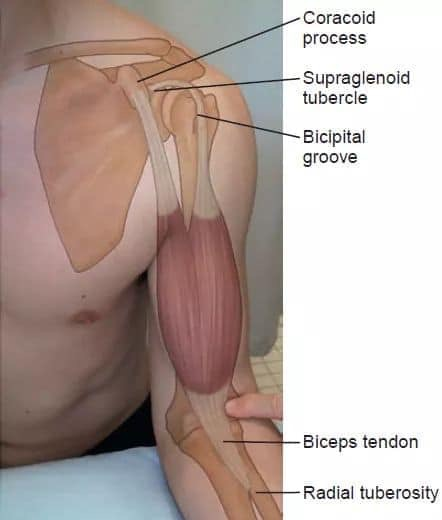 Coracoid
process
Supraglenoid
tubercle
Bicipital
groove
Biceps tendon
Radial tuberosity